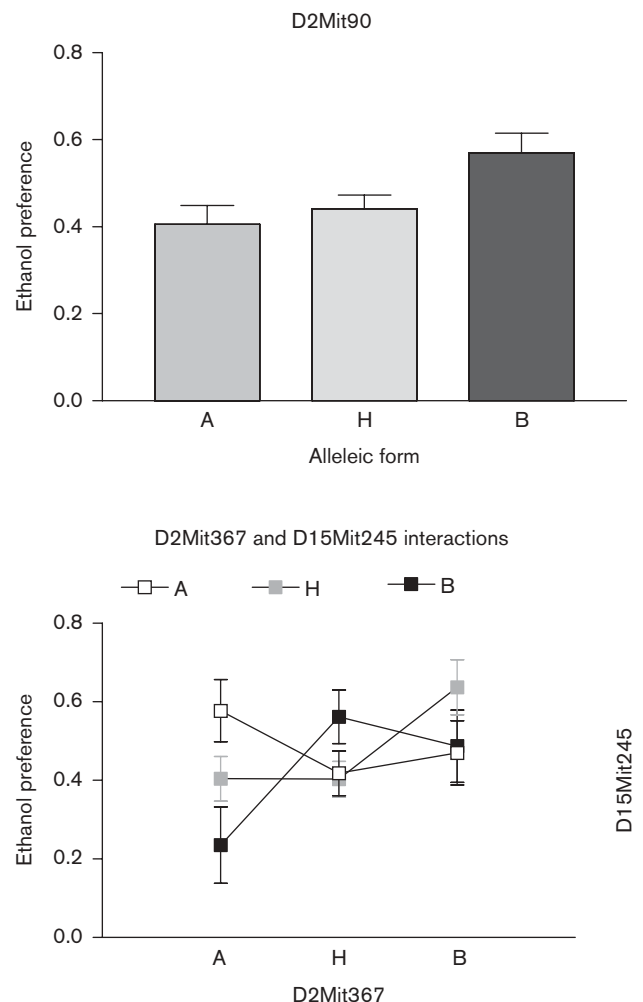 D2Mit90
0.8
0.6
0.4
0.2
0.0
Ethanol preference
A H B
Alleleic form
D2Mit367 and D15Mit245 interactions
A H B
0.8
0.6
0.4
0.2
0.0
Ethanol preference
D15Mit245
A H B
D2Mit367